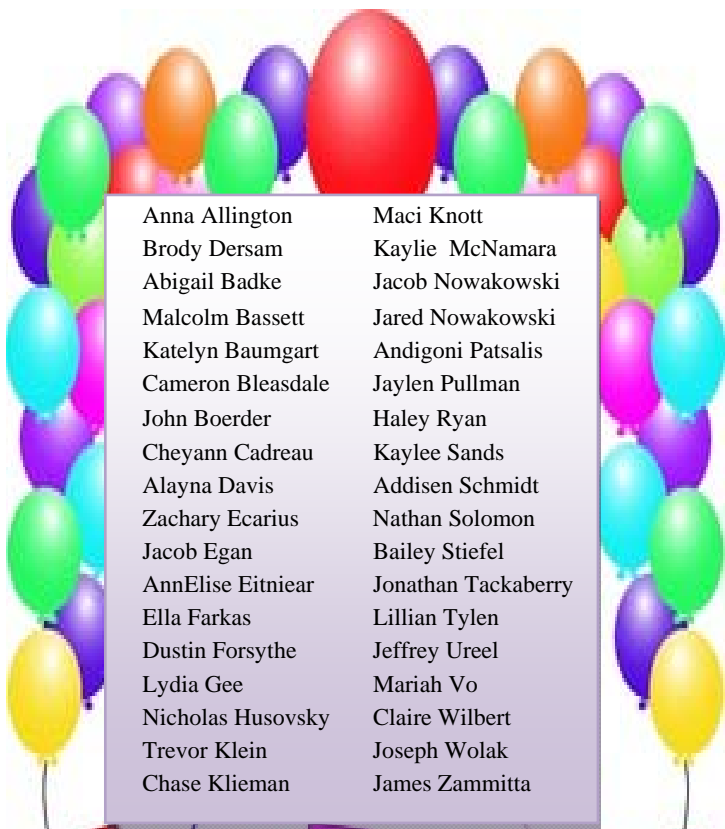 Anna Allington
Brody Dersam
Abigail Badke
Malcolm Bassett
Katelyn Baumgart
Cameron Bleasdale
John Boerder
Cheyann Cadreau
Alayna Davis
Zachary Ecarius
Jacob Egan
AnnElise Eitniear
Ella Farkas
Dustin Forsythe
Lydia Gee
Nicholas Husovsky
Trevor Klein
Chase Klieman
Maci Knott
Kaylie McNamara
Jacob Nowakowski
Jared Nowakowski
Andigoni Patsalis
Jaylen Pullman
Haley Ryan
Kaylee Sands
Addisen Schmidt
Nathan Solomon
Bailey Stiefel
Jonathan Tackaberry
Lillian Tylen
Jeffrey Ureel
Mariah Vo
Claire Wilbert
Joseph Wolak
James Zammitta